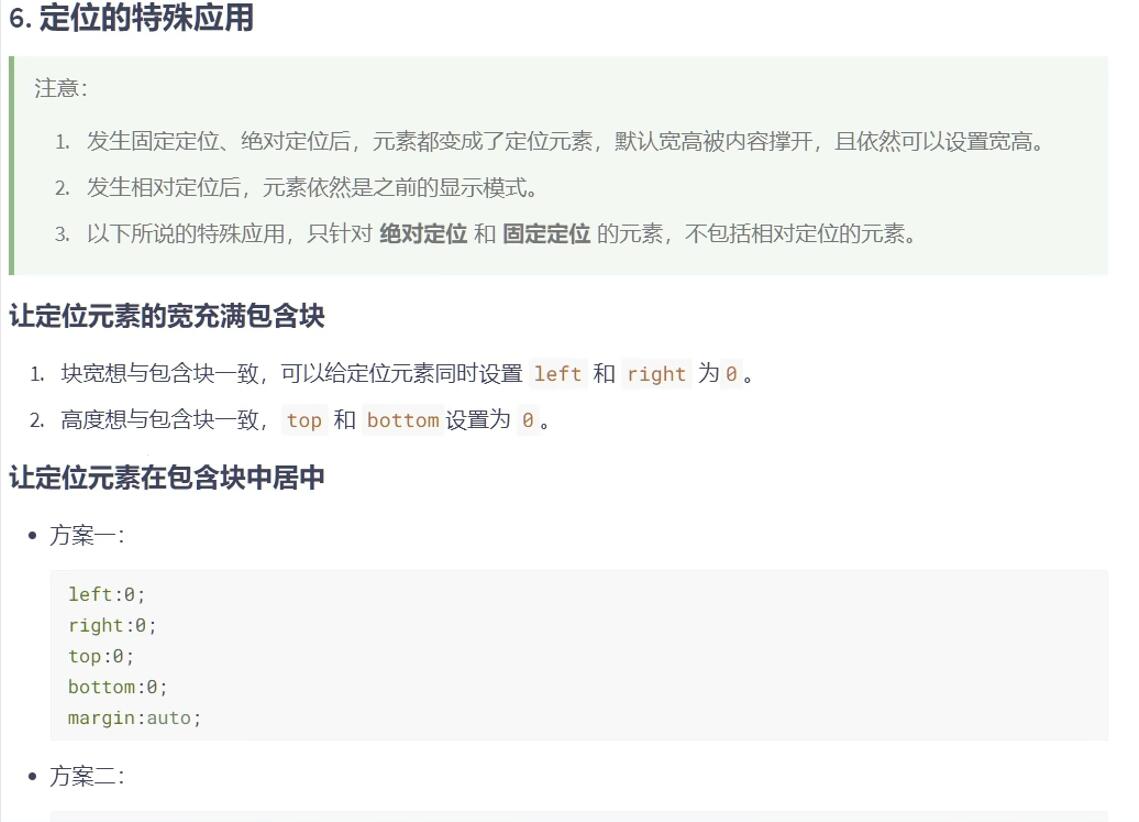 6. 定位的特殊应用
注意：
1. 发生固定定位、绝对定位后，元素都变成了定位元素，默认宽高被内容撑开，且依然可以设置宽高。
2. 发生相对定位后，元素依然是之前的显示模式。
3. 以下所说的特殊应用，只针对 绝对定位 和 固定定位 的元素，不包括相对定位的元素。
让定位元素的宽充满包含块
1. 块宽想与包含块一致，可以给定位元素同时设置 left 和 right 为 0 。
2. 高度想与包含块一致， top 和 bottom 设置为 0 。
让定位元素在包含块中居中
• 方案一：
left:0;
right:0;
top:0;
bottom:0;
margin:auto;
• 方案二：